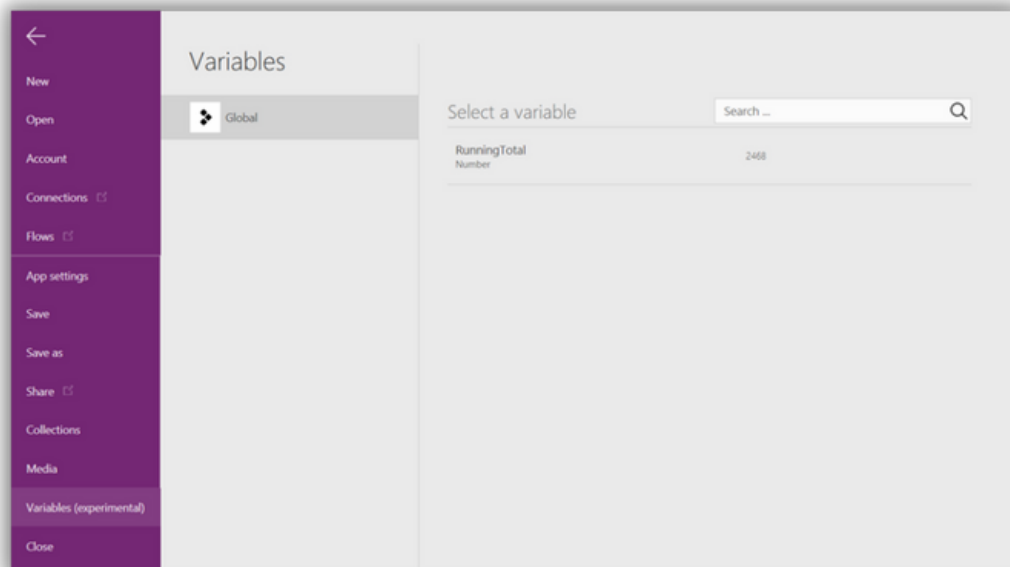 New
Open
Account
Connections
Flows
App settings
Save
Save as
Share
Collections
Media
Variables (experimental)
Close
Variables
Global
Select a variable
Search ...
RunningTotal
Number
2468